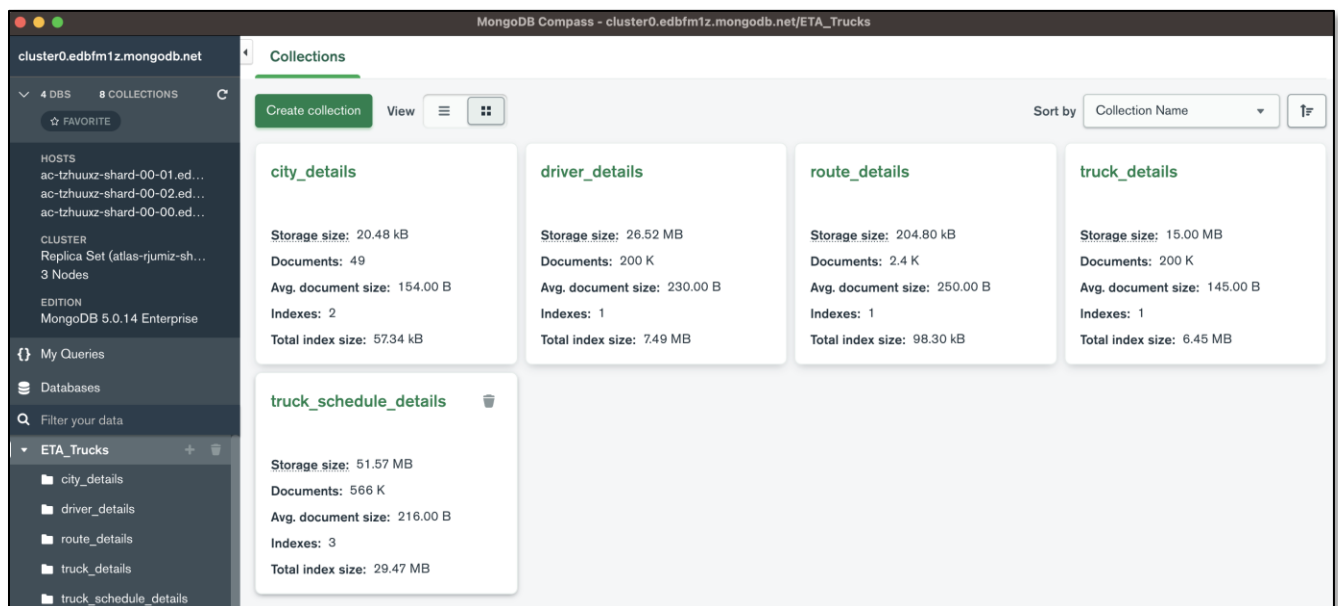 MongoDB Compass - cluster0.edbfm1z.mongodb.net/ETA_Trucks
cluster0.edbfm1z.mongodb.net
4 DBS 8 COLLECTIONS
FAVORITE
HOSTS
ac-tzhuuxz-shard-00-01.ed...
ac-tzhuuxz-shard-00-02.ed...
ac-tzhuuxz-shard-00-00.ed...
CLUSTER
Replica Set (atlas-rjumiz-sh...
3 Nodes
EDITION
MongoDB 5.0.14 Enterprise
{} My Queries
Databases
Filter your data
ETA_Trucks
city_details
driver_details
route_details
truck_details
truck_schedule_details
Collections
Create collection View Sort by Collection Name
city_details
Storage size: 20.48 kB
Documents: 49
Avg. document size: 154.00 B
Indexes: 2
Total index size: 57.34 kB
driver_details
Storage size: 26.52 MB
Documents: 200 K
Avg. document size: 230.00 B
Indexes: 1
Total index size: 7.49 MB
route_details
Storage size: 204.80 kB
Documents: 2.4 K
Avg. document size: 250.00 B
Indexes: 1
Total index size: 98.30 kB
truck_details
Storage size: 15.00 MB
Documents: 200 K
Avg. document size: 145.00 B
Indexes: 1
Total index size: 6.45 MB
truck_schedule_details
Storage size: 51.57 MB
Documents: 566 K
Avg. document size: 216.00 B
Indexes: 3
Total index size: 29.47 MB